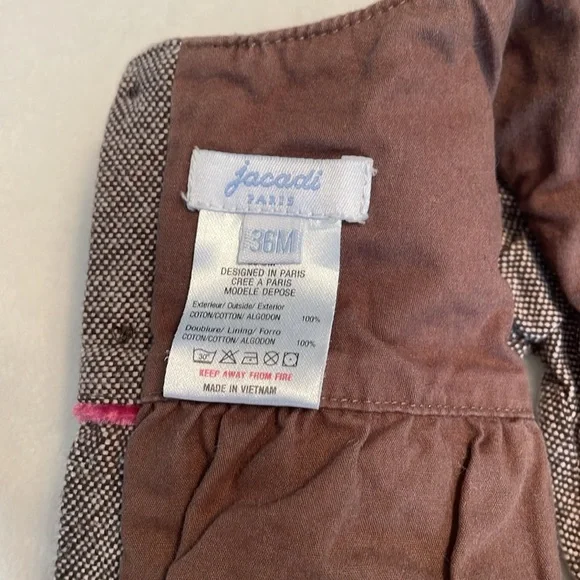 jacadi
PARIS
36M
DESIGNED IN PARIS
CREE A PARIS
MODELE DEPOSE
Exterieur/ Outside/ Exterior
COTON/COTTON/ ALGODON 100%
Doublure/ Lining/ Forro
COTON/COTTON/ ALGODON 100%
30°
KEEP AWAY FROM FIRE
MADE IN VIETNAM